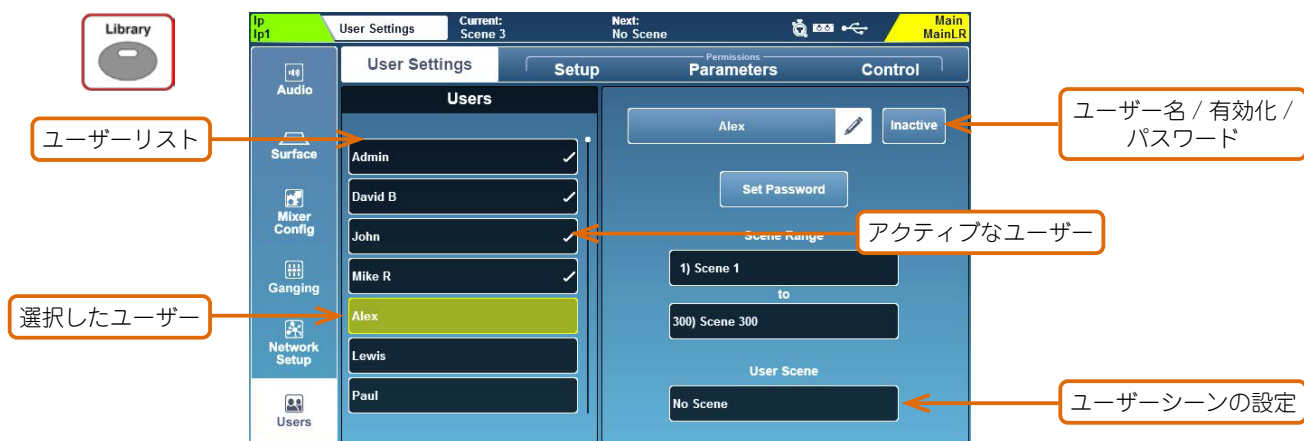 Library
Ip
Ip1
User Settings
Current:
Scene 3
Next:
No Scene
Main
MainLR
Audio
Surface
Mixer
Config
Ganging
Network
Setup
Users
User Settings
Permissions
Setup
Parameters
Control
Users
Admin
David B
John
Mike R
Alex
Lewis
Paul
Alex
Inactive
Set Password
Scene Range
1) Scene 1
to
300) Scene 300
User Scene
No Scene
ユーザーリスト
選択したユーザー
アクティブなユーザー
ユーザー名 / 有効化 /
パスワード
ユーザーシーンの設定